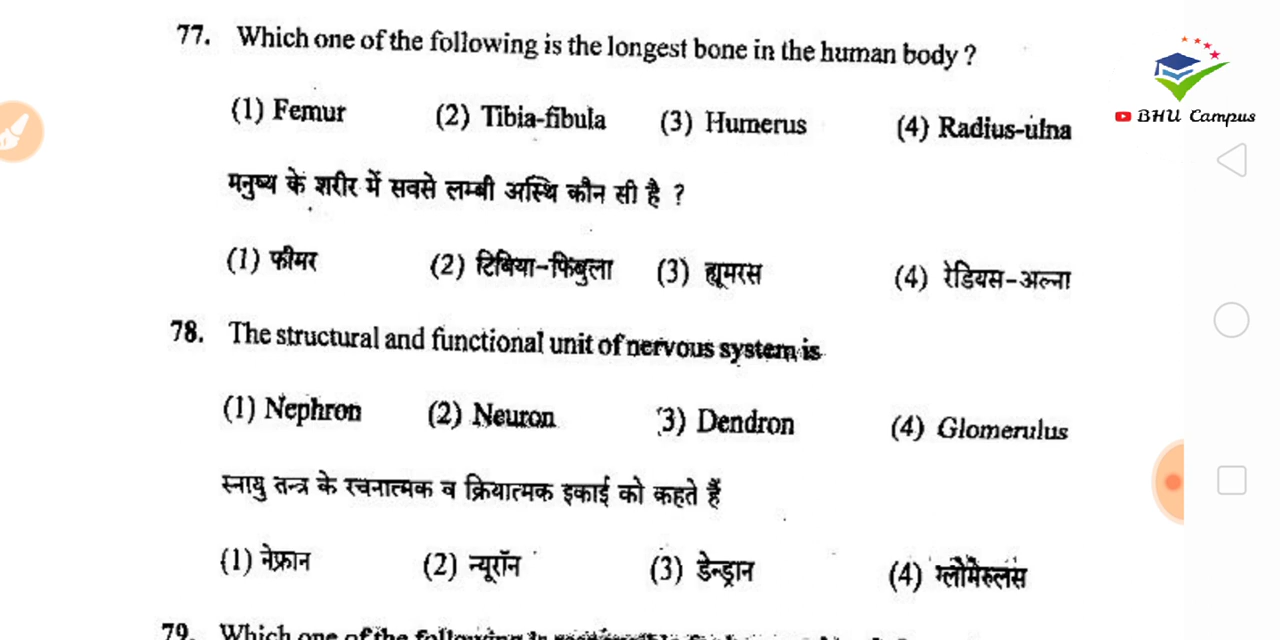 77. Which one of the following is the longest bone in the human body ?
(1) Femur (2) Tibia-fibula (3) Humerus (4) Radius-ulna
मनुष्य के शरीर में सबसे लम्बी अस्थि कौन सी है ?
(1) फीमर (2) टिबिया-फिबुला (3) ह्यूमरस (4) रेडियस-अल्ना
78. The structural and functional unit of nervous system is
(1) Nephron (2) Neuron (3) Dendron (4) Glomerulus
स्नायु तन्त्र के रचनात्मक व क्रियात्मक इकाई को कहते हैं
(1) नेफ्रान (2) न्यूरॉन (3) डेन्ड्रान (4) ग्लौमैरुलस
79. Which one of the following is
BHU Campus